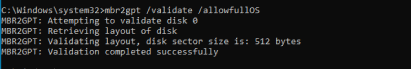 C:\Windows\system32>mbr2gpt /validate /allowfullOS
MBR2GPT: Attempting to validate disk 0
MBR2GPT: Retrieving layout of disk
MBR2GPT: Validating layout, disk sector size is: 512 bytes
MBR2GPT: Validation completed successfully